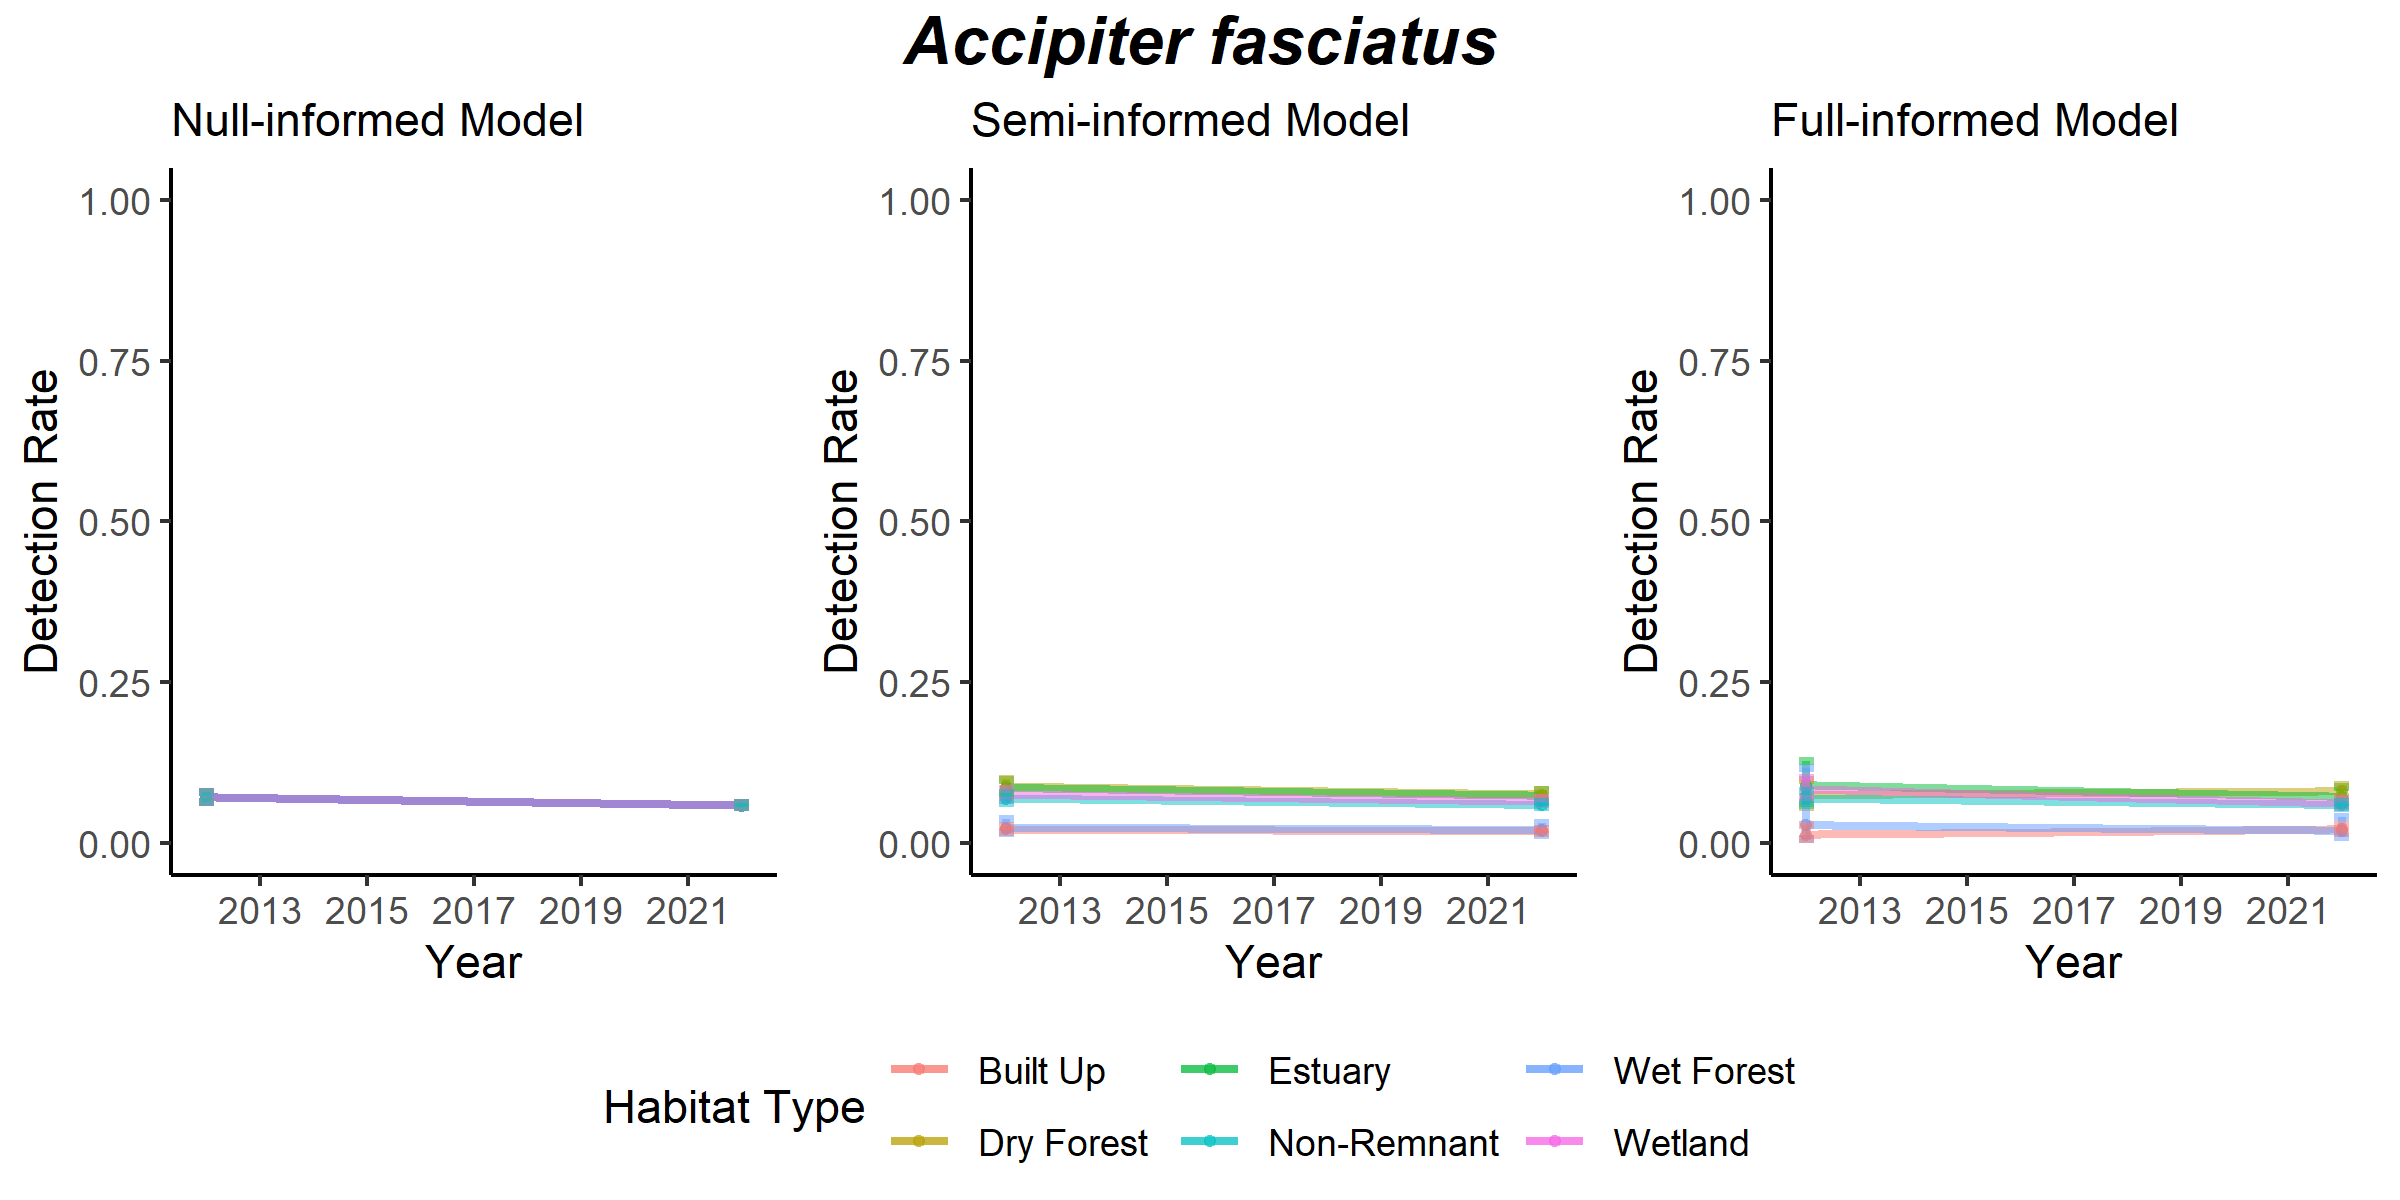 Accipiter fasciatus
Null-informed Model
Semi-informed Model
Full-informed Model
Detection Rate
1.00
0.75
0.50
0.25
0.00
2013 2015 2017 2019 2021
Year
Detection Rate
1.00
0.75
0.50
0.25
0.00
2013 2015 2017 2019 2021
Year
Detection Rate
1.00
0.75
0.50
0.25
0.00
2013 2015 2017 2019 2021
Year
Habitat Type
Built Up
Estuary
Wet Forest
Dry Forest
Non-Remnant
Wetland